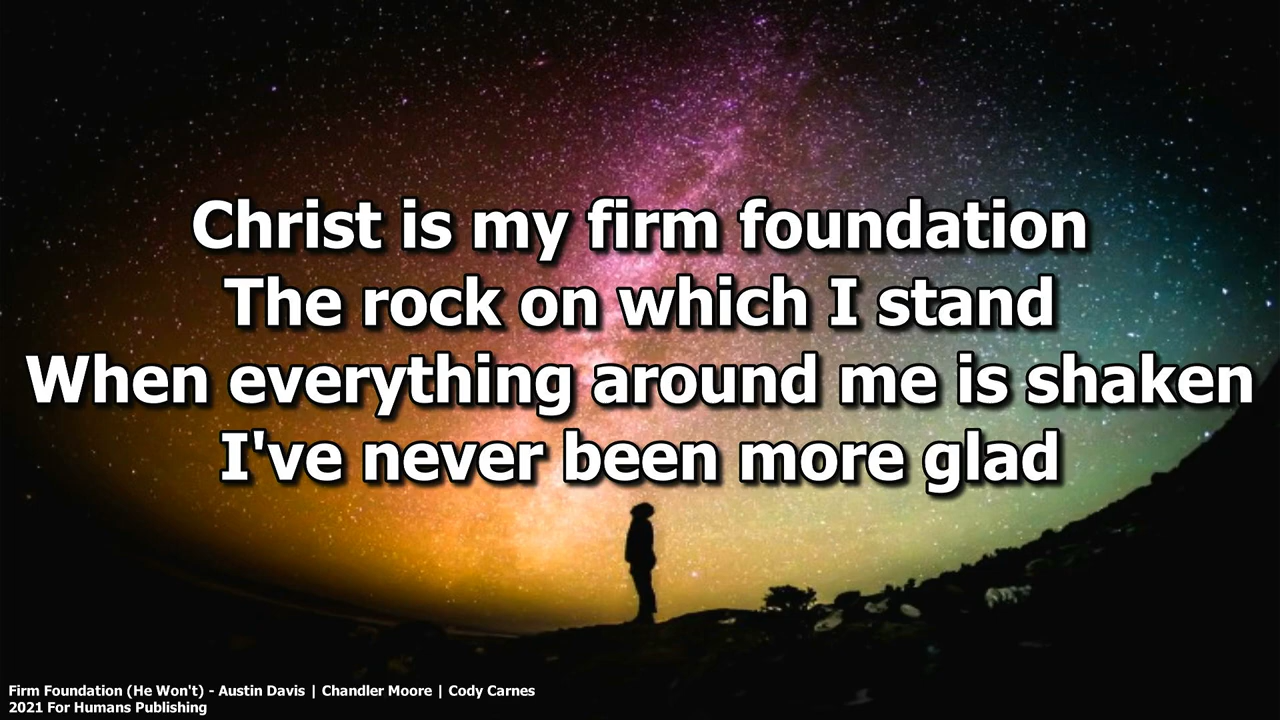 Christ is my firm foundation
The rock on which I stand
When everything around me is shaken
I've never been more glad
Firm Foundation (He Won't) - Austin Davis | Chandler Moore | Cody Carnes
2021 For Humans Publishing